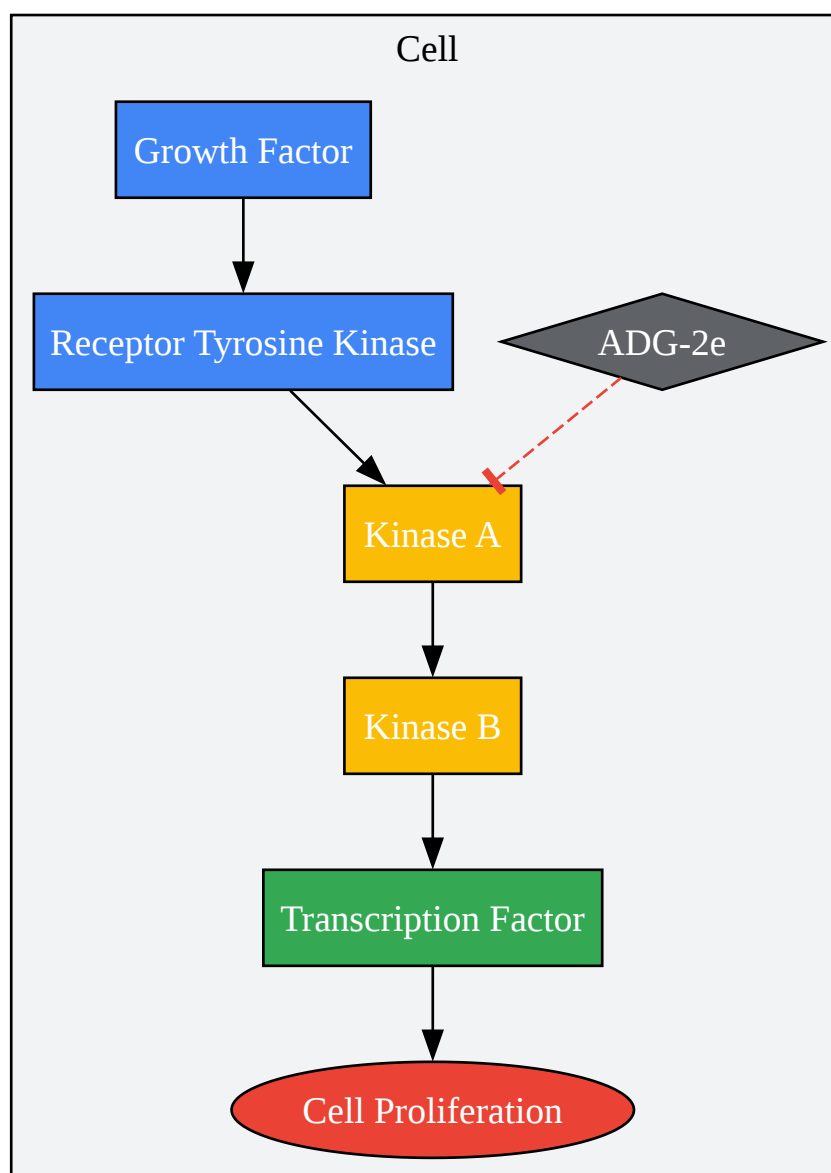 Cell
Growth Factor
Receptor Tyrosine Kinase
ADG-2e
Kinase A
Kinase B
Transcription Factor
Cell Proliferation